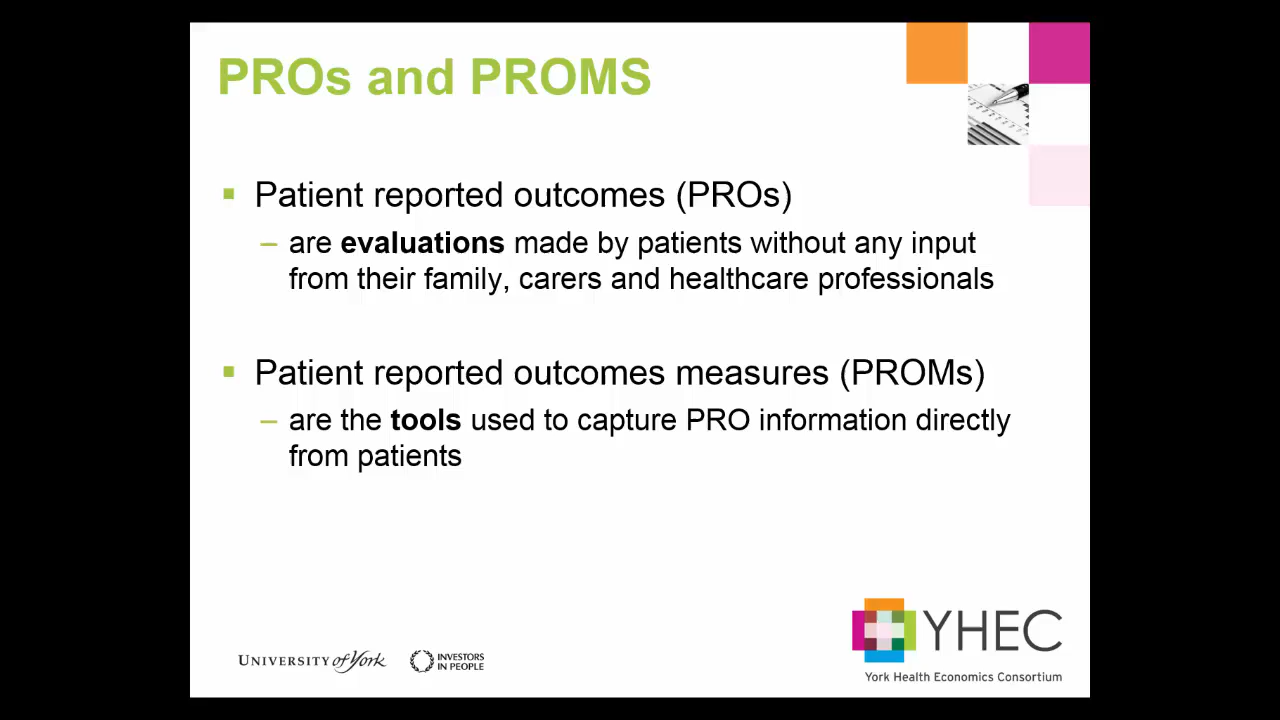 PROs and PROMS
Patient reported outcomes (PROs)
– are evaluations made by patients without any input
from their family, carers and healthcare professionals
Patient reported outcomes measures (PROMs)
– are the tools used to capture PRO information directly
from patients
UNIVERSITY of York
INVESTORS
IN PEOPLE
YHEC
York Health Economics Consortium